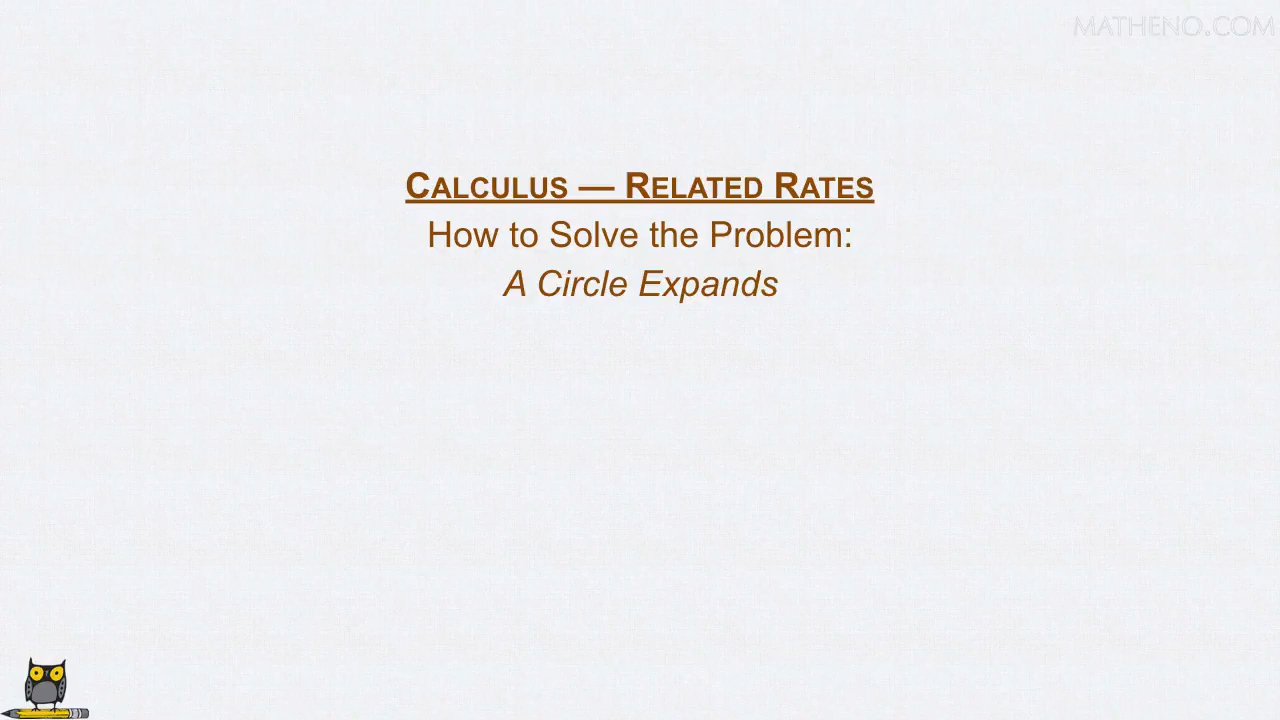 MATHENO.COM
CALCULUS — RELATED RATES
How to Solve the Problem:
A Circle Expands